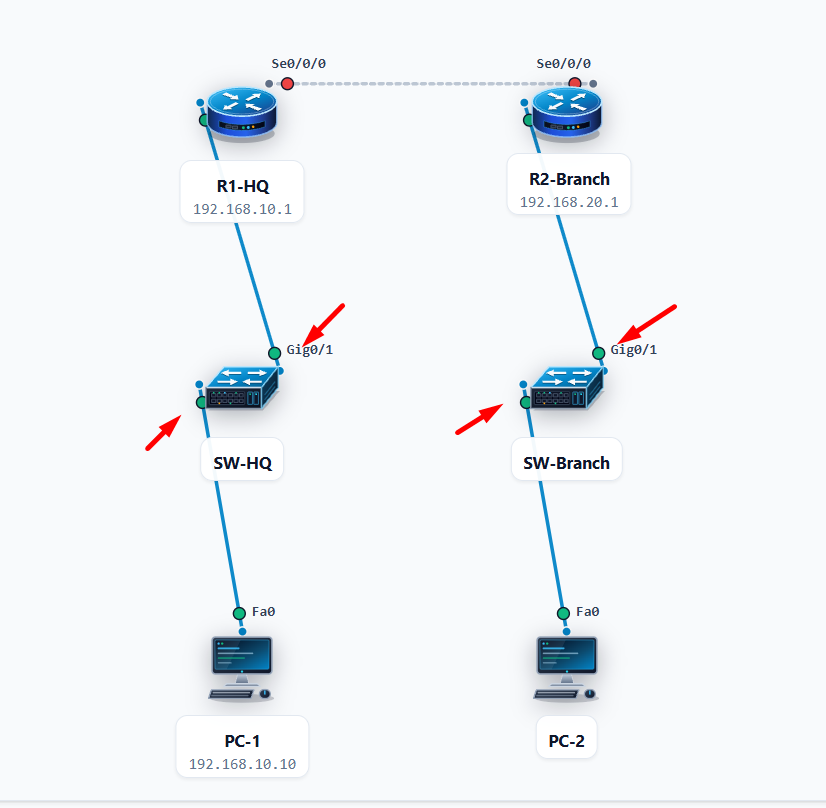 Se0/0/0
Se0/0/0
R1-HQ
192.168.10.1
R2-Branch
192.168.20.1
Gig0/1
Gig0/1
SW-HQ
SW-Branch
Fa0
Fa0
PC-1
192.168.10.10
PC-2